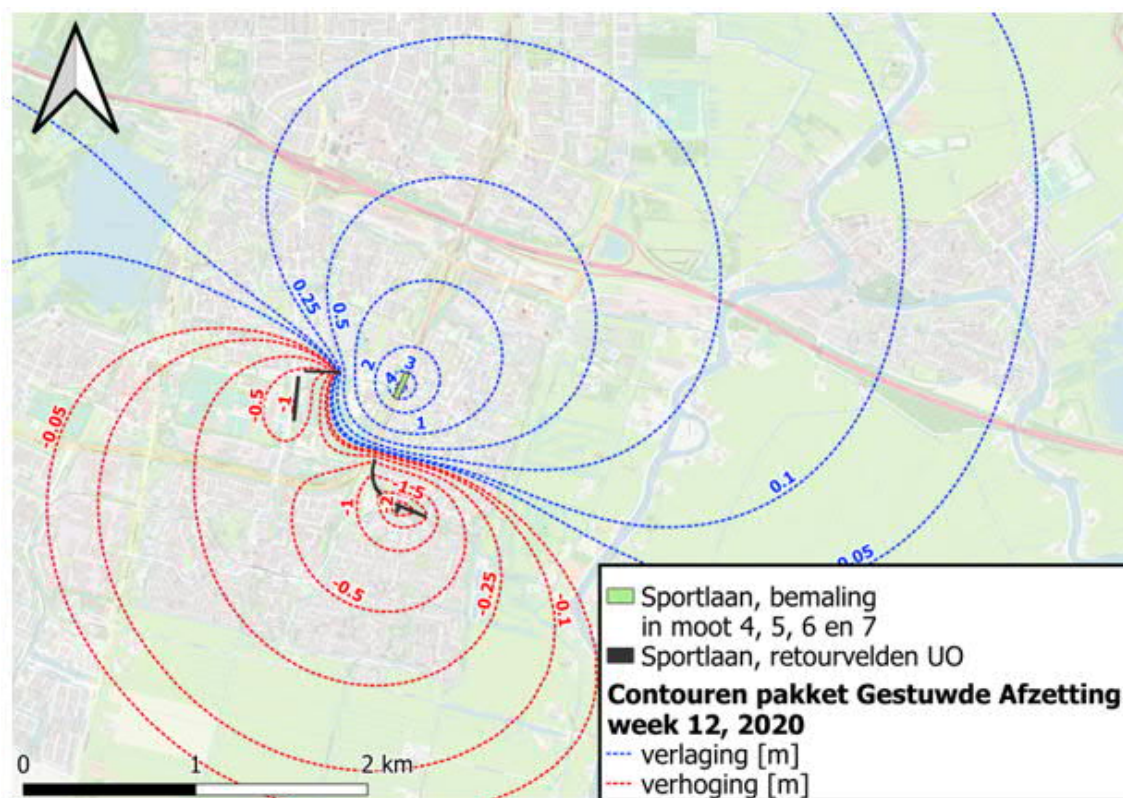 0.25
0.5
2
3
4
1
0.1
0.05
-0.05
-0.5
-1
-1.5
-1
-2
-0.5
-0.25
-0.1
0 1 2 km
Sportlaan, bemaling
in moot 4, 5, 6 en 7
Sportlaan, retourvelden UO
Contouren pakket Gestuwde Afzetting
week 12, 2020
verlaging [m]
verhoging [m]